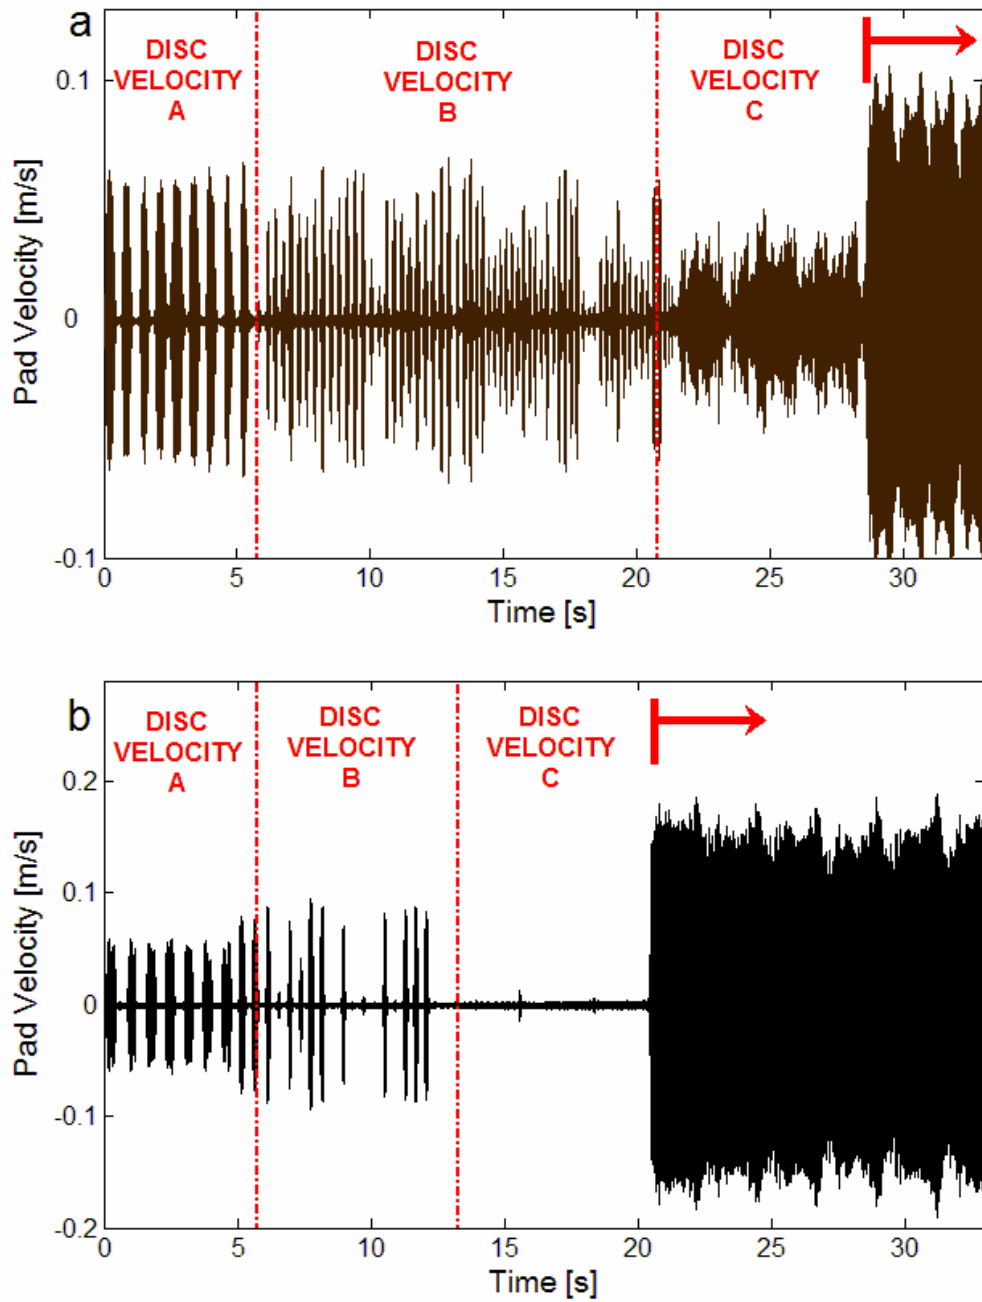 a
DISC
VELOCITY
A
DISC
VELOCITY
B
DISC
VELOCITY
C
0.1
0
-0.1
Pad Velocity [m/s]
0 5 10 15 20 25 30
Time [s]
b
DISC
VELOCITY
A
DISC
VELOCITY
B
DISC
VELOCITY
C
0.2
0.1
0
-0.1
-0.2
Pad Velocity [m/s]
0 5 10 15 20 25 30
Time [s]